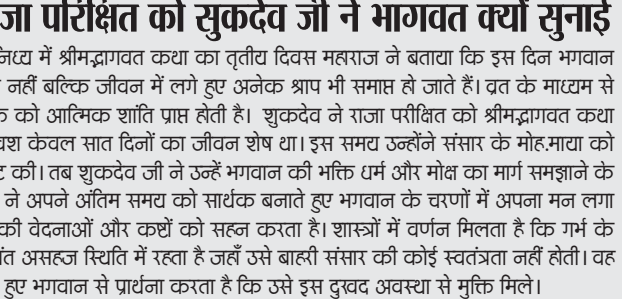 जा परिक्षित को सुकदेव जी ने भागवत क्यों सुनाई
निध्य में श्रीमद्भागवत कथा का तृतीय दिवस महाराज ने बताया कि इस दिन भगवान
नहीं बल्कि जीवन में लगे हुए अनेक श्राप भी समाप्त हो जाते हैं। व्रत के माध्यम से
क को आत्मिक शांति प्राप्त होती है। शुकदेव ने राजा परीक्षित को श्रीमद्भागवत कथा
वश केवल सात दिनों का जीवन शेष था। इस समय उन्होंने संसार के मोह.माया को
ट की। तब शुकदेव जी ने उन्हें भगवान की भक्ति धर्म और मोक्ष का मार्ग समझाने के
ने अपने अंतिम समय को सार्थक बनाते हुए भगवान के चरणों में अपना मन लगा
की वेदनाओं और कष्टों को सहन करता है। शास्त्रों में वर्णन मिलता है कि गर्भ के
ंत असहज स्थिति में रहता है जहाँ उसे बाहरी संसार की कोई स्वतंत्रता नहीं होती। वह
हुए भगवान से प्रार्थना करता है कि उसे इस दुखद अवस्था से मुक्ति मिले।